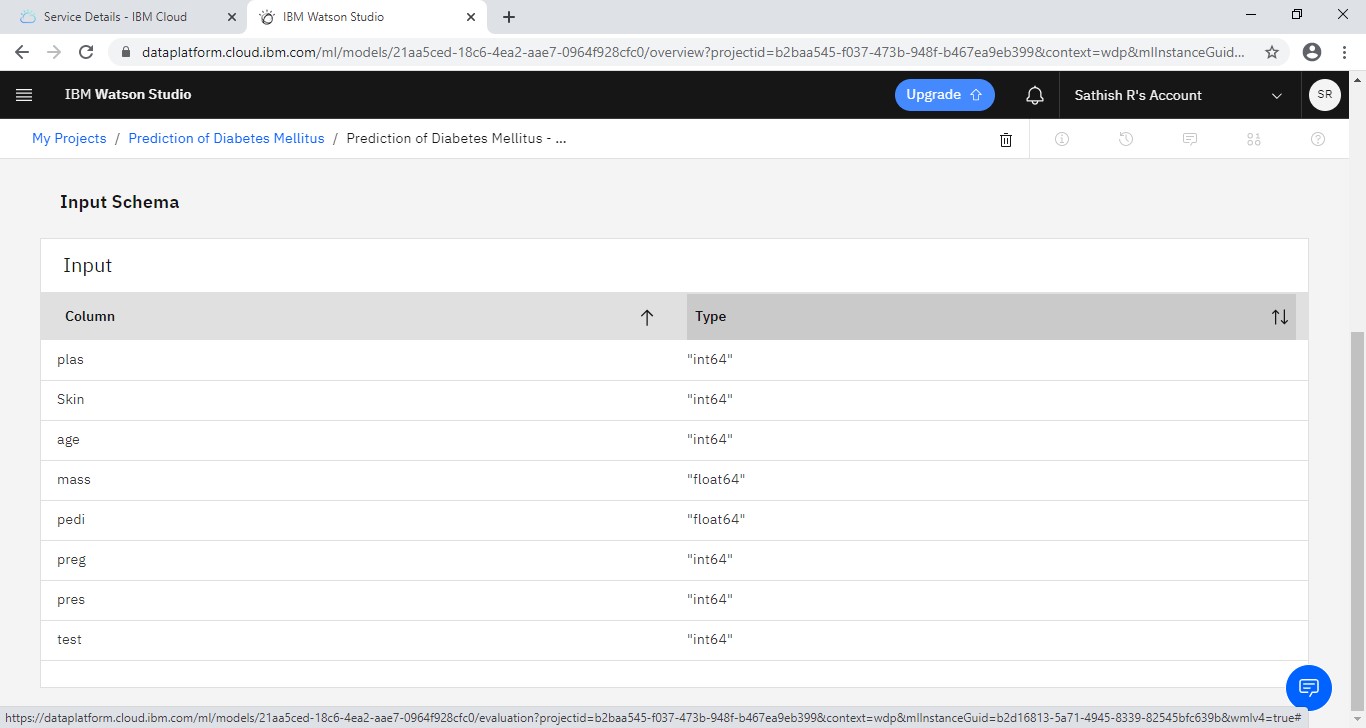 Service Details - IBM Cloud
IBM Watson Studio
dataplatform.cloud.ibm.com/ml/models/21aa5ced-18c6-4ea2-aae7-0964f928cfc0/overview?projectid=b2baa545-f037-473b-948f-b467ea9eb399&context=wdp&mlInstanceGuid...
IBM Watson Studio
Upgrade
Sathish R's Account
SR
My Projects / Prediction of Diabetes Mellitus / Prediction of Diabetes Mellitus - ...
Input Schema
Input
Column Type
plas "int64"
Skin "int64"
age "int64"
mass "float64"
pedi "float64"
preg "int64"
pres "int64"
test "int64"
https://dataplatform.cloud.ibm.com/ml/models/21aa5ced-18c6-4ea2-aae7-0964f928cfc0/evaluation?projectid=b2baa545-f037-473b-948f-b467ea9eb399&context=wdp&mlInstanceGuid=b2d16813-5a71-4945-8339-82545bfc639b&wmlv4=true#